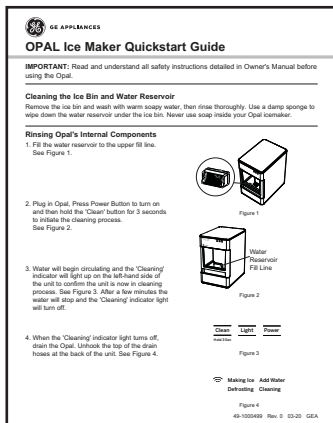 GE APPLIANCES
OPAL Ice Maker Quickstart Guide
IMPORTANT: Read and understand all safety instructions detailed in Owner's Manual before
using the Opal.
Cleaning the Ice Bin and Water Reservoir
Remove the ice bin and wash with warm soapy water, then rinse thoroughly. Use a damp sponge to
wipe down the water reservoir under the ice bin. Never use soap inside your Opal icemaker.
Rinsing Opal's Internal Components
1. Fill the water reservoir to the upper fill line.
See Figure 1.
Figure 1
2. Plug in Opal, Press Power Button to turn on
and then hold the 'Clean' button for 3 seconds
to initiate the cleaning process.
See Figure 2.
Water
Reservoir
Fill Line
Figure 2
3. Water will begin circulating and the 'Cleaning'
indicator will light up on the left-hand side of
the unit to confirm the unit is now in cleaning
process. See Figure 3. After a few minutes the
water will stop and the 'Cleaning' indicator light
will turn off.
Clean Light Power
Hold 3 Sec
Figure 3
4. When the 'Cleaning' indicator light turns off,
drain the Opal. Unhook the top of the drain
hoses at the back of the unit. See Figure 4.
Making Ice Add Water
Defrosting Cleaning
Figure 4
49-1000499 Rev. 0 03-20 GEA